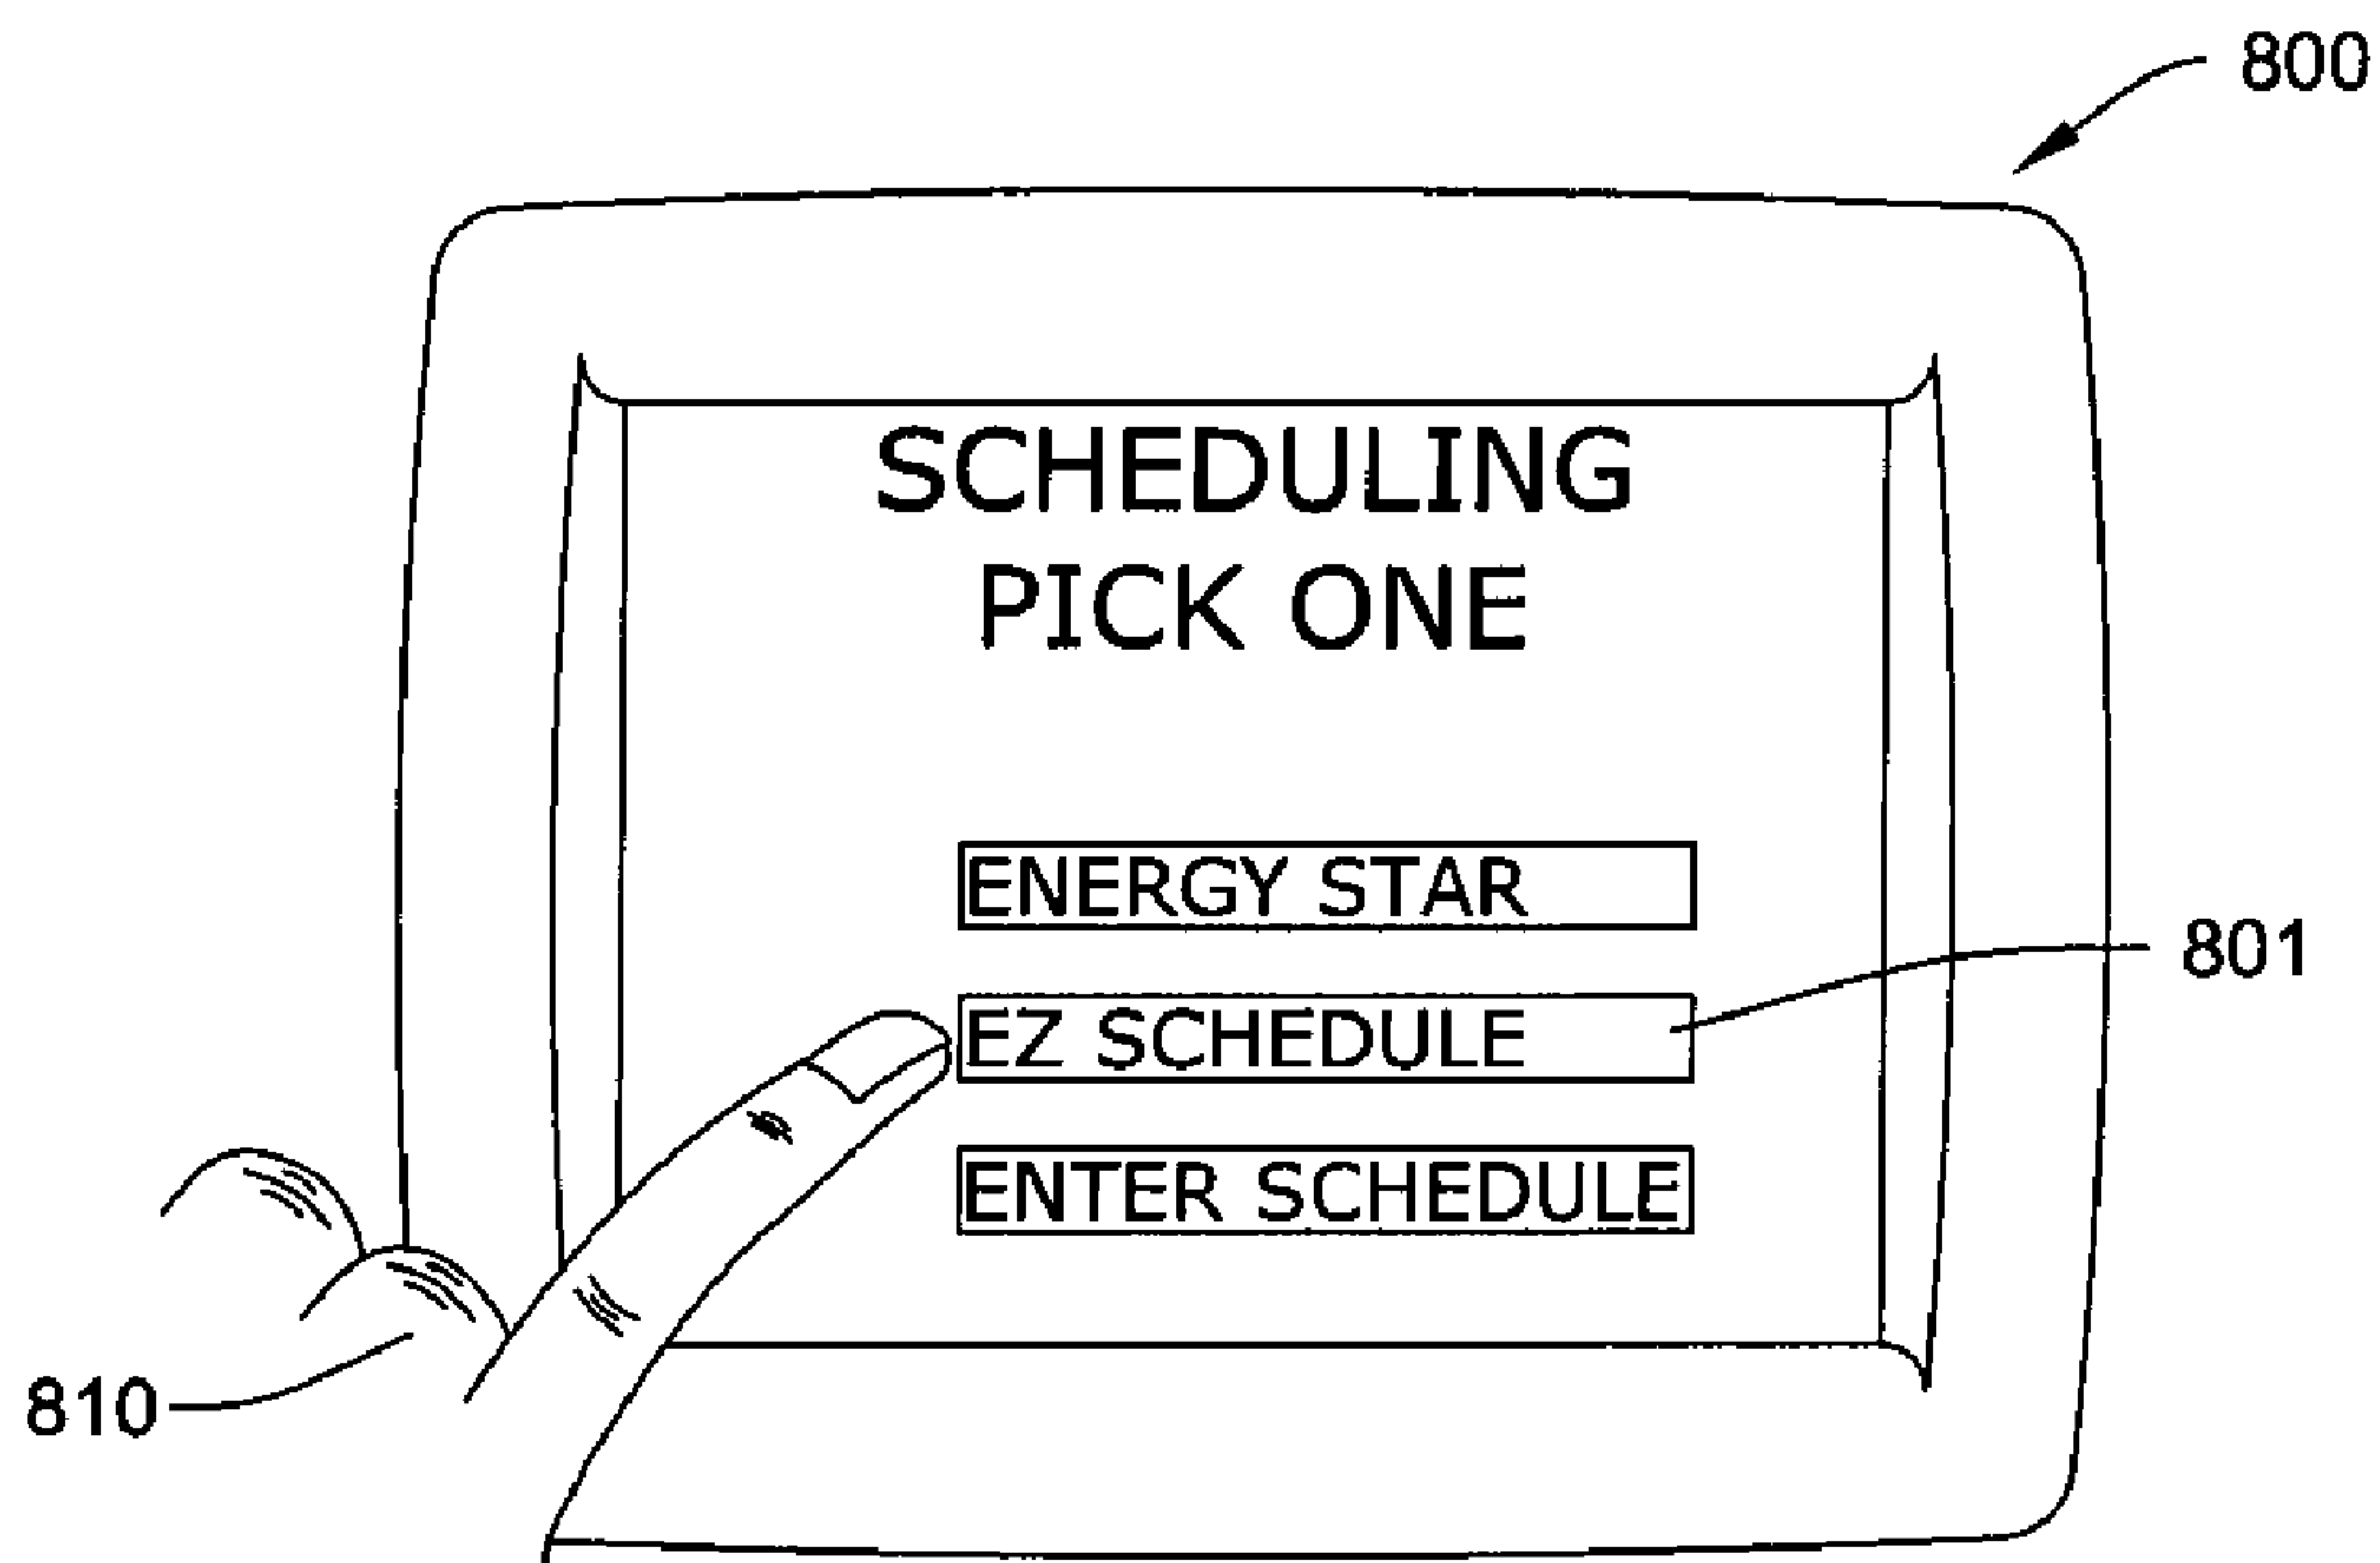 800
SCHEDULING
PICK ONE
ENERGY STAR
801
EZ SCHEDULE
ENTER SCHEDULE
810